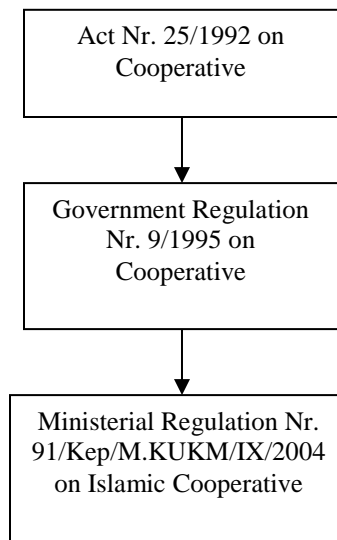 Act Nr. 25/1992 on
Cooperative
Government Regulation
Nr. 9/1995 on
Cooperative
Ministerial Regulation Nr.
91/Kep/M.KUKM/IX/2004
on Islamic Cooperative